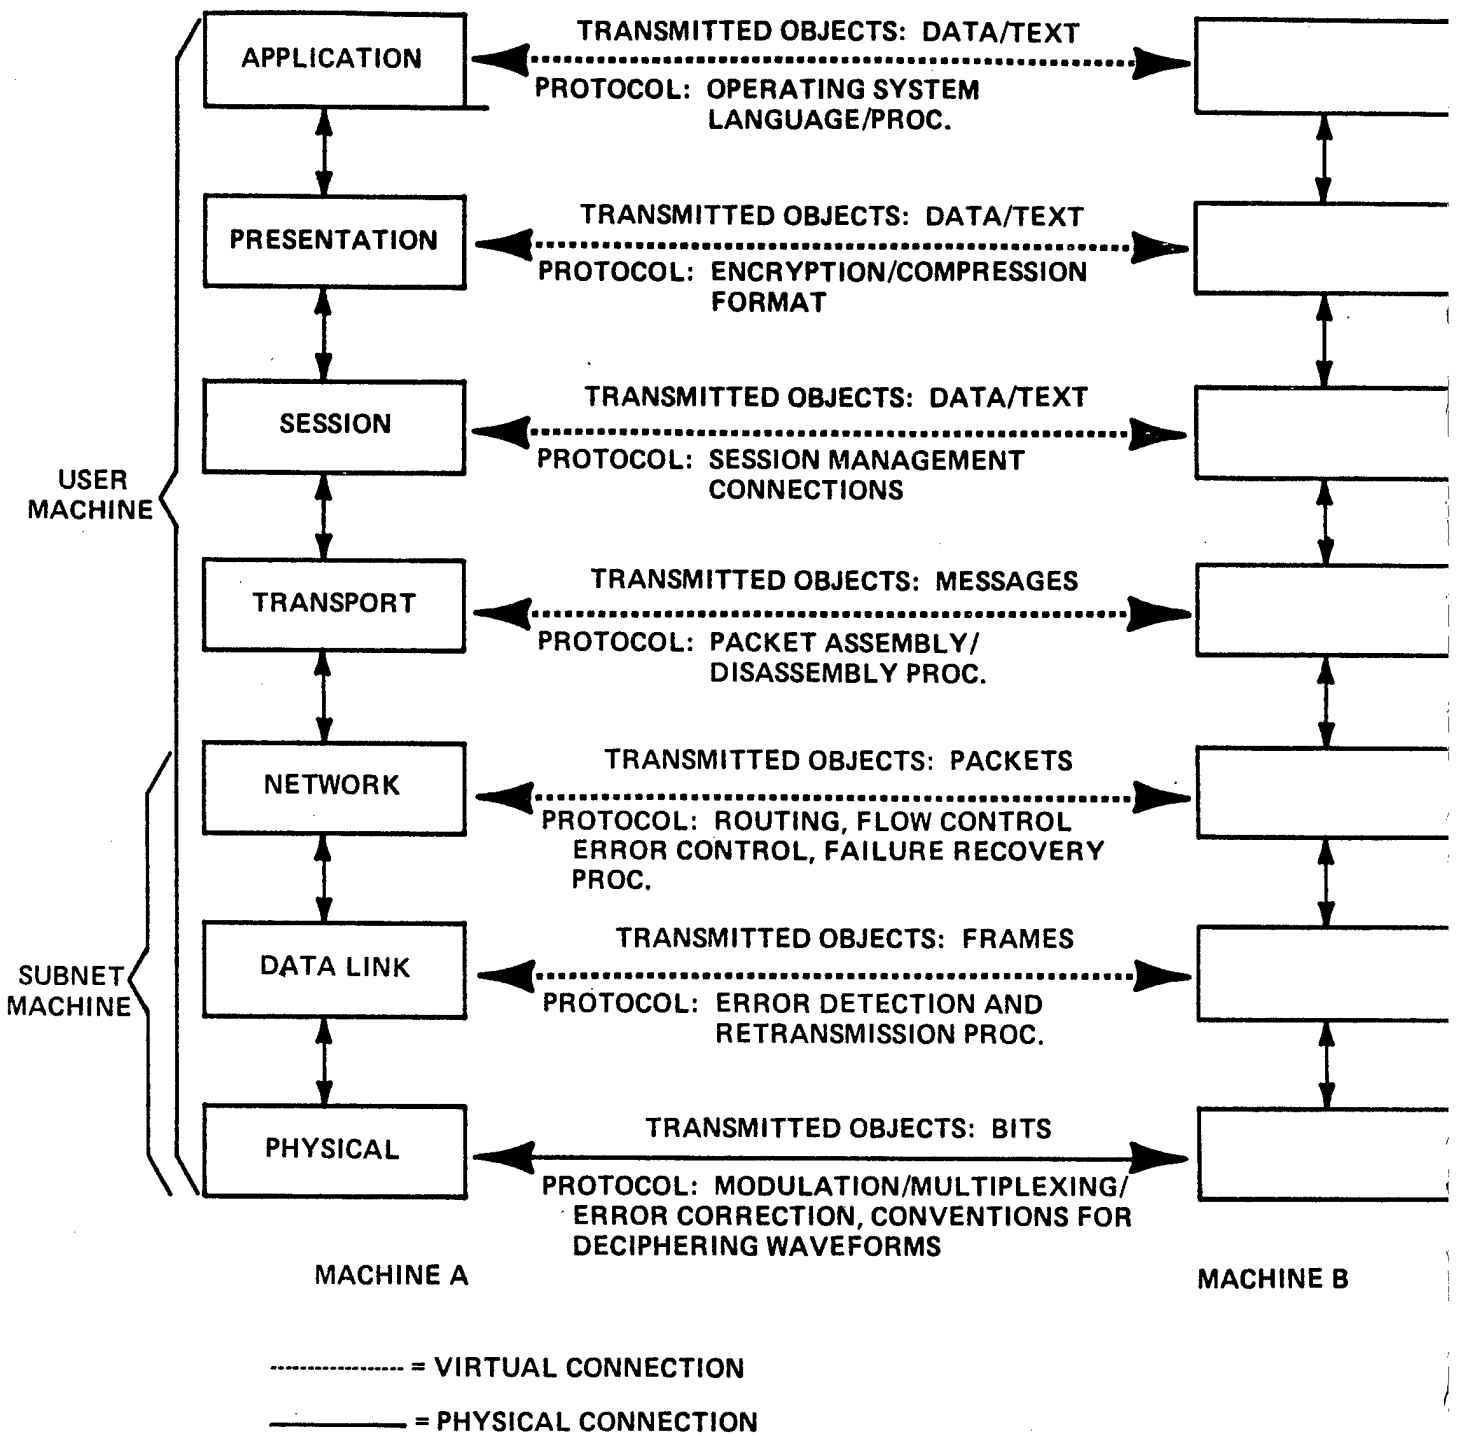 APPLICATION
TRANSMITTED OBJECTS: DATA/TEXT
PROTOCOL: OPERATING SYSTEM
LANGUAGE/PROC.
PRESENTATION
TRANSMITTED OBJECTS: DATA/TEXT
PROTOCOL: ENCRYPTION/COMPRESSION
FORMAT
SESSION
TRANSMITTED OBJECTS: DATA/TEXT
PROTOCOL: SESSION MANAGEMENT
CONNECTIONS
USER
MACHINE
TRANSPORT
TRANSMITTED OBJECTS: MESSAGES
PROTOCOL: PACKET ASSEMBLY/
DISASSEMBLY PROC.
NETWORK
TRANSMITTED OBJECTS: PACKETS
PROTOCOL: ROUTING, FLOW CONTROL
ERROR CONTROL, FAILURE RECOVERY
PROC.
SUBNET
MACHINE
DATA LINK
TRANSMITTED OBJECTS: FRAMES
PROTOCOL: ERROR DETECTION AND
RETRANSMISSION PROC.
PHYSICAL
TRANSMITTED OBJECTS: BITS
PROTOCOL: MODULATION/MULTIPLEXING/
ERROR CORRECTION, CONVENTIONS FOR
DECIPHERING WAVEFORMS
MACHINE A
MACHINE B
= VIRTUAL CONNECTION
= PHYSICAL CONNECTION